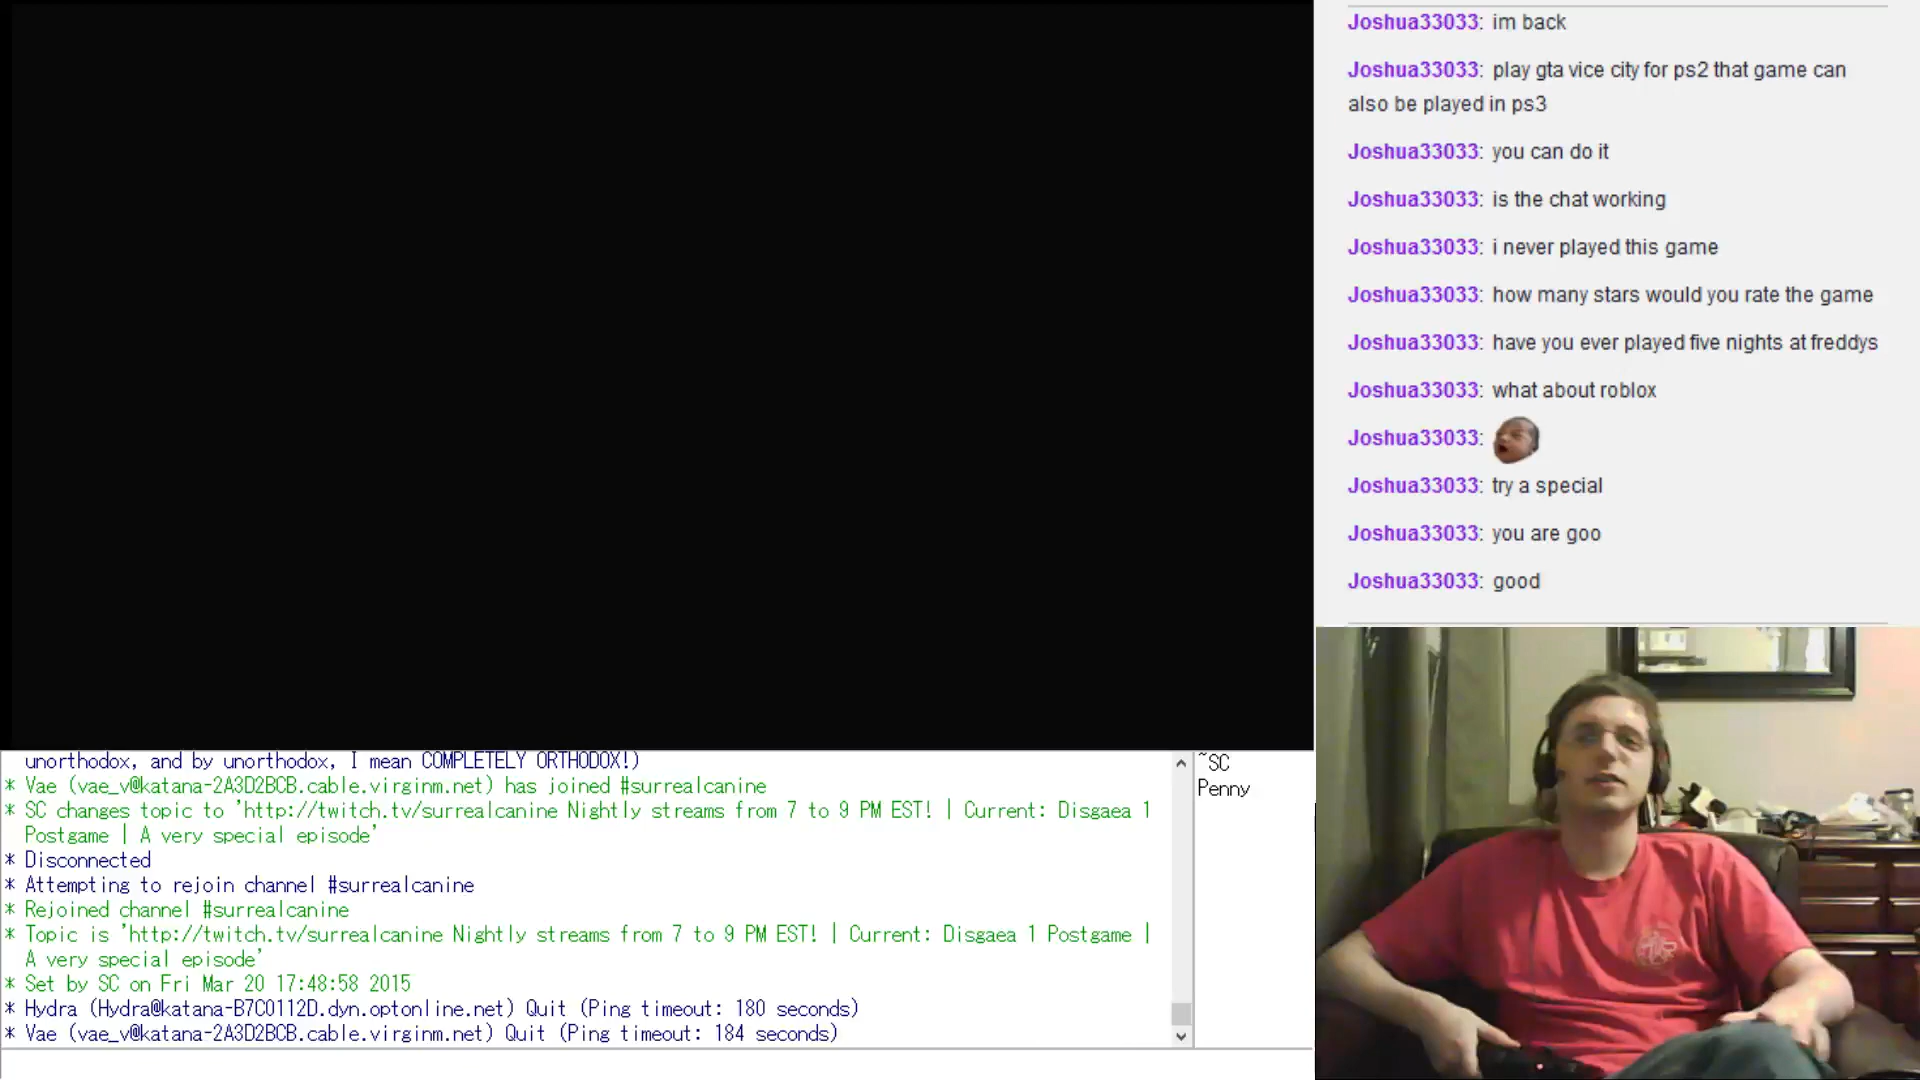 Joshua33033: im back
Joshua33033: play gta vice city for ps2 that game can
also be played in ps3
Joshua33033: you can do it
Joshua33033: is the chat working
Joshua33033: i never played this game
Joshua33033: how many stars would you rate the game
Joshua33033: have you ever played five nights at freddys
Joshua33033: what about roblox
Joshua33033:
Joshua33033: try a special
Joshua33033: you are goo
Joshua33033: good
unorthodox, and by unorthodox, I mean COMPLETELY ORTHODOX!)
* Vae (vae_v@katana-2A3D2BCB.cable.virginm.net) has joined #surrealcanine
* SC changes topic to 'http://twitch.tv/surrealcanine Nightly streams from 7 to 9 PM EST! | Current: Disgaea 1
Postgame | A very special episode'
* Disconnected
* Attempting to rejoin channel #surrealcanine
* Rejoined channel #surrealcanine
* Topic is 'http://twitch.tv/surrealcanine Nightly streams from 7 to 9 PM EST! | Current: Disgaea 1 Postgame |
A very special episode'
* Set by SC on Fri Mar 20 17:48:58 2015
* Hydra (Hydra@katana-B7C0112D.dyn.optonline.net) Quit (Ping timeout: 180 seconds)
* Vae (vae_v@katana-2A3D2BCB.cable.virginm.net) Quit (Ping timeout: 184 seconds)
~SC
Penny